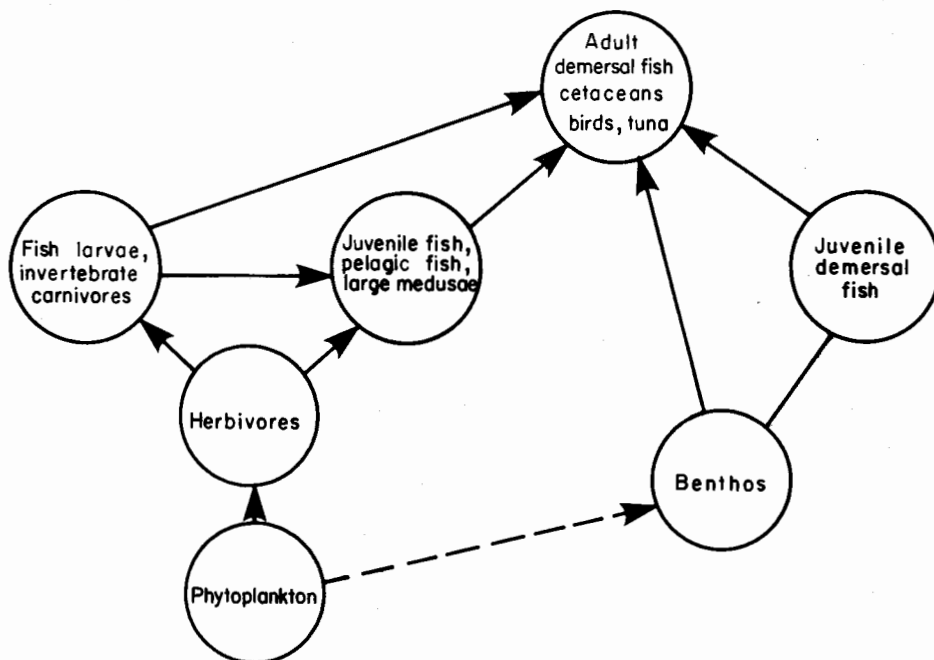 Adult
demersal fish
cetaceans
birds, tuna
Fish larvae,
invertebrate
carnivores
Juvenile fish,
pelagic fish,
large medusae
Juvenile
demersal
fish
Herbivores
Benthos
Phytoplankton